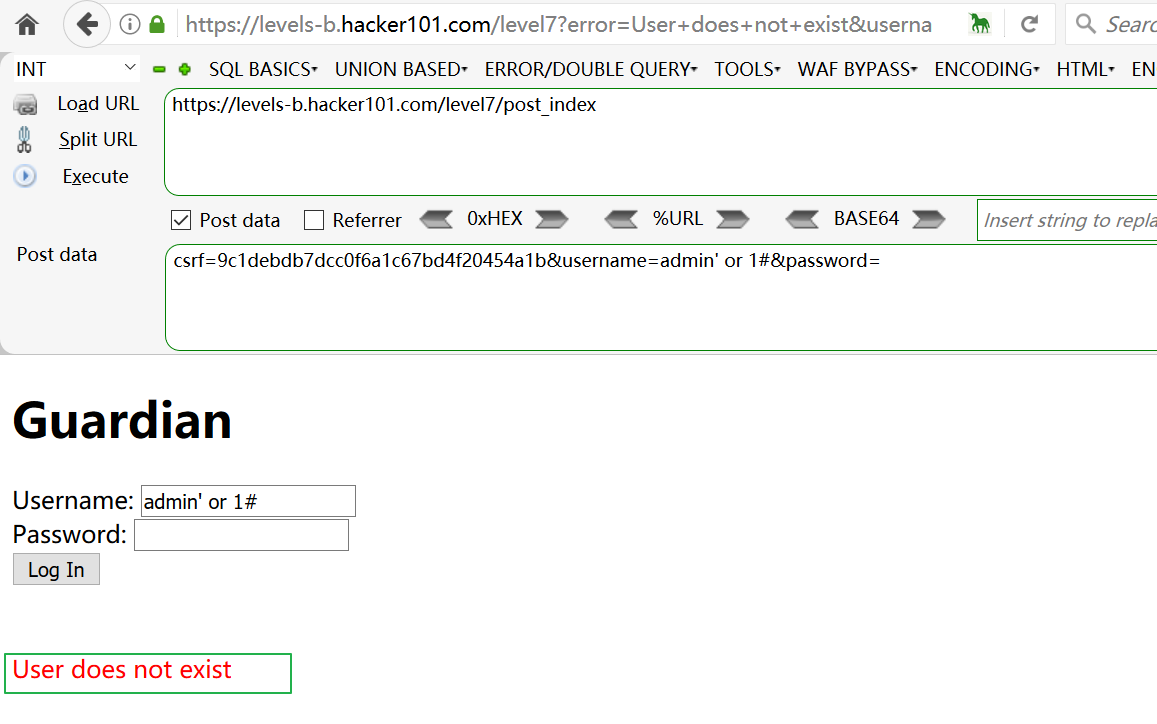 https://levels-b.hacker101.com/level7?error=User+does+not+exist&userna
INT SQL BASICS UNION BASED ERROR/DOUBLE QUERY TOOLS WAF BYPASS ENCODING HTML EN
Load URL https://levels-b.hacker101.com/level7/post_index
Split URL
Execute
Post data Referrer 0xHEX %URL BASE64 Insert string to repla
Post data csrf=9c1debdb7dcc0f6a1c67bd4f20454a1b&username=admin' or 1#&password=
Guardian
Username: admin' or 1#
Password:
Log In
User does not exist